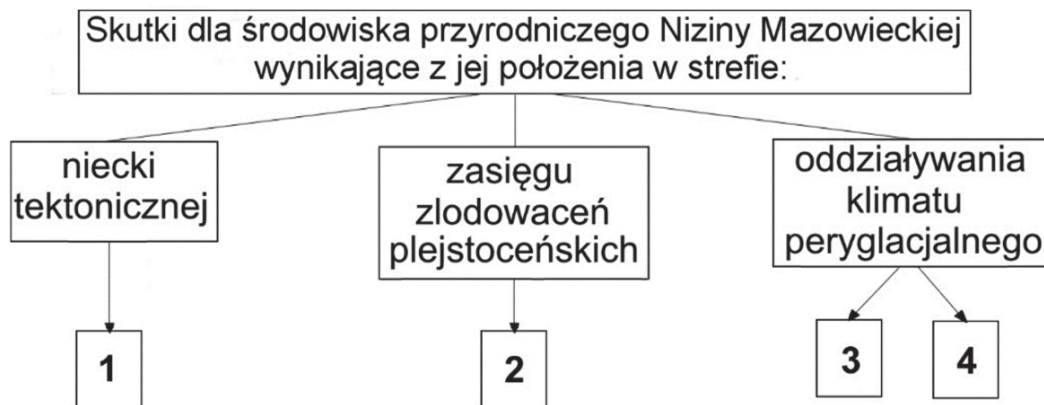 Skutki dla środowiska przyrodniczego Niziny Mazowieckiej
wynikające z jej położenia w strefie:
niecki
tektonicznej
zasięgu
zlodowaceń
plejstoceńskich
oddziaływania
klimatu
peryglacjalnego
1
2
3
4